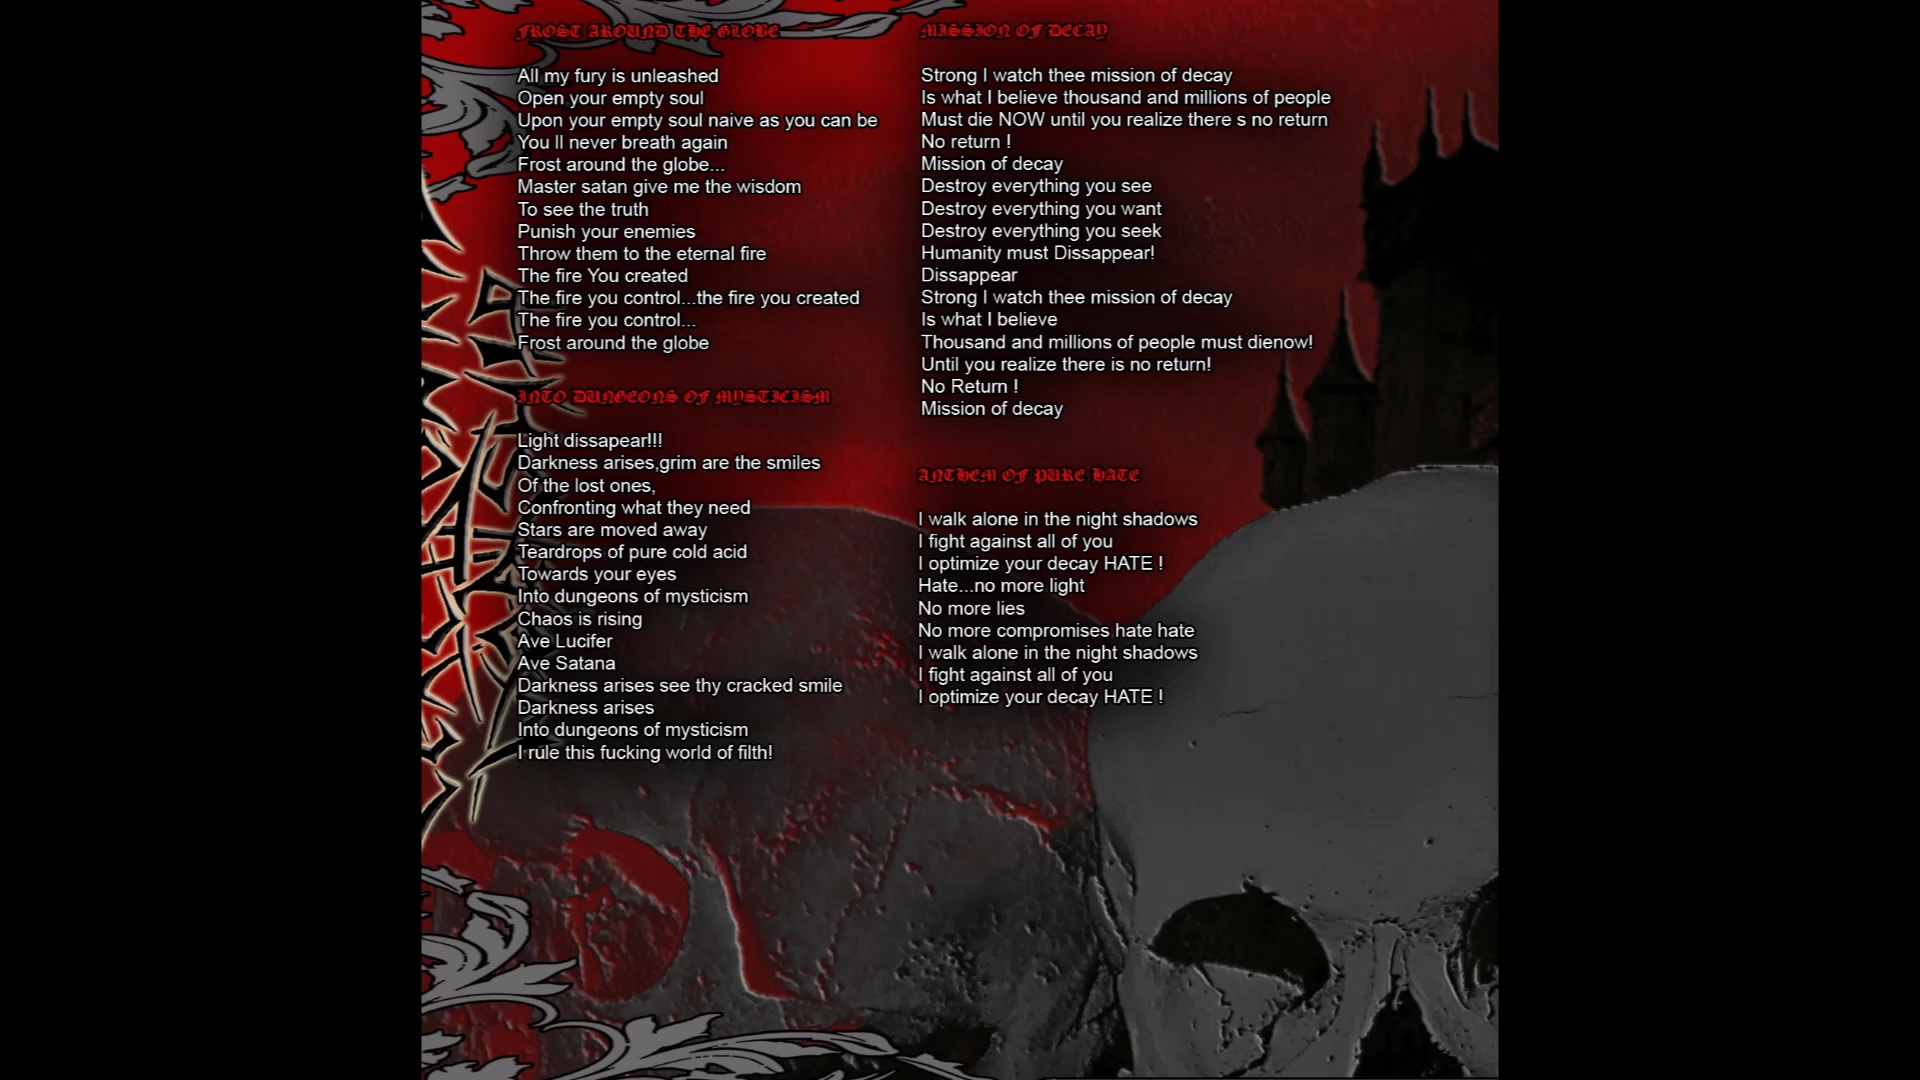 FROST AROUND THE GLOBE
All my fury is unleashed
Open your empty soul
Upon your empty soul naive as you can be
You ll never breath again
Frost around the globe...
Master satan give me the wisdom
To see the truth
Punish your enemies
Throw them to the eternal fire
The fire You created
The fire you control...the fire you created
The fire you control...
Frost around the globe
INTO DUNGEONS OF MYSTICISM
Light dissapear!!!
Darkness arises,grim are the smiles
Of the lost ones,
Confronting what they need
Stars are moved away
Teardrops of pure cold acid
Towards your eyes
Into dungeons of mysticism
Chaos is rising
Ave Lucifer
Ave Satana
Darkness arises see thy cracked smile
Darkness arises
Into dungeons of mysticism
I rule this fucking world of filth!
MISSION OF DECAY
Strong I watch thee mission of decay
Is what I believe thousand and millions of people
Must die NOW until you realize there s no return
No return !
Mission of decay
Destroy everything you see
Destroy everything you want
Destroy everything you seek
Humanity must Dissappear!
Dissappear
Strong I watch thee mission of decay
Is what I believe
Thousand and millions of people must dienow!
Until you realize there is no return!
No Return !
Mission of decay
ANTHEM OF PURE HATE
I walk alone in the night shadows
I fight against all of you
I optimize your decay HATE !
Hate...no more light
No more lies
No more compromises hate hate
I walk alone in the night shadows
I fight against all of you
I optimize your decay HATE !